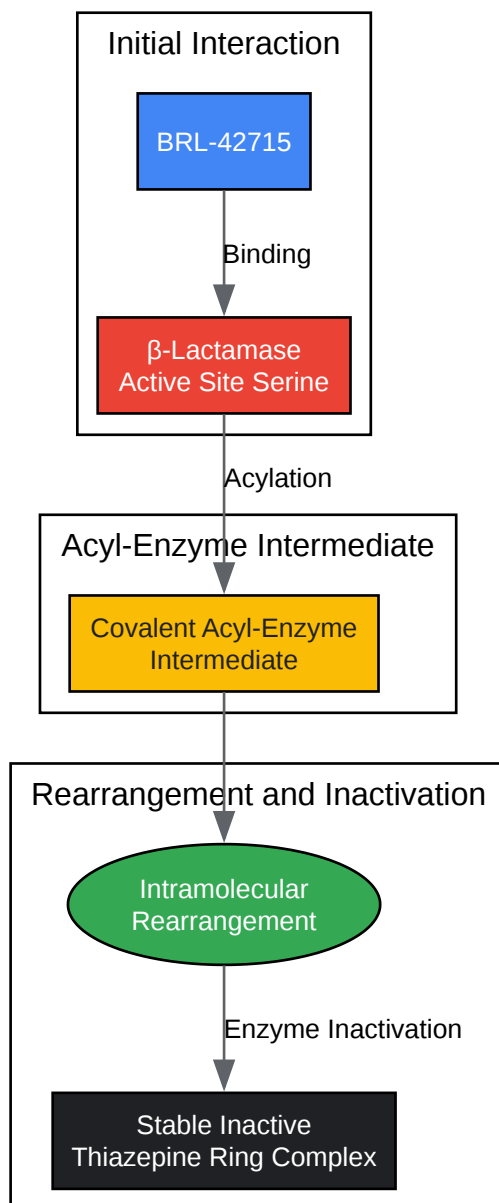 Initial Interaction
BRL-42715
Binding
β-Lactamase
Active Site Serine
Acylation
Acyl-Enzyme Intermediate
Covalent Acyl-Enzyme
Intermediate
Rearrangement and Inactivation
Intramolecular
Rearrangement
Enzyme Inactivation
Stable Inactive
Thiazepine Ring Complex